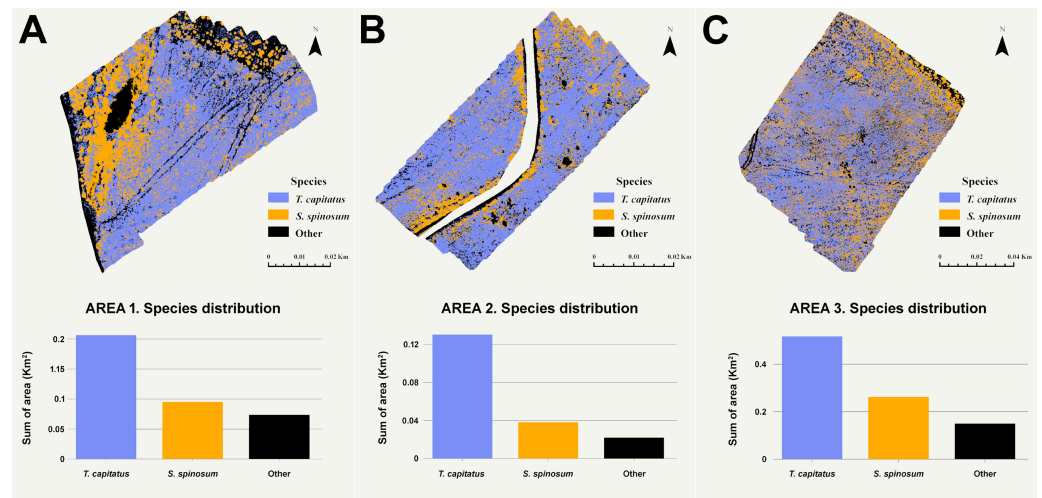 A
N
Species
T. capitatus
S. spinosum
Other
0 0.01 0.02 Km
B
N
Species
T. capitatus
S. spinosum
Other
0 0.01 0.02 Km
C
N
Species
T. capitatus
S. spinosum
Other
0 0.02 0.04 Km
AREA 1. Species distribution
Sum of area (Km²)
0.2
1.15
0.1
0.05
0
T. capitatus S. spinosum Other
AREA 2. Species distribution
Sum of area (Km²)
0.12
0.08
0.04
0
T. capitatus S. spinosum Other
AREA 3. Species distribution
Sum of area (Km²)
0.4
0.2
0
T. capitatus S. spinosum Other